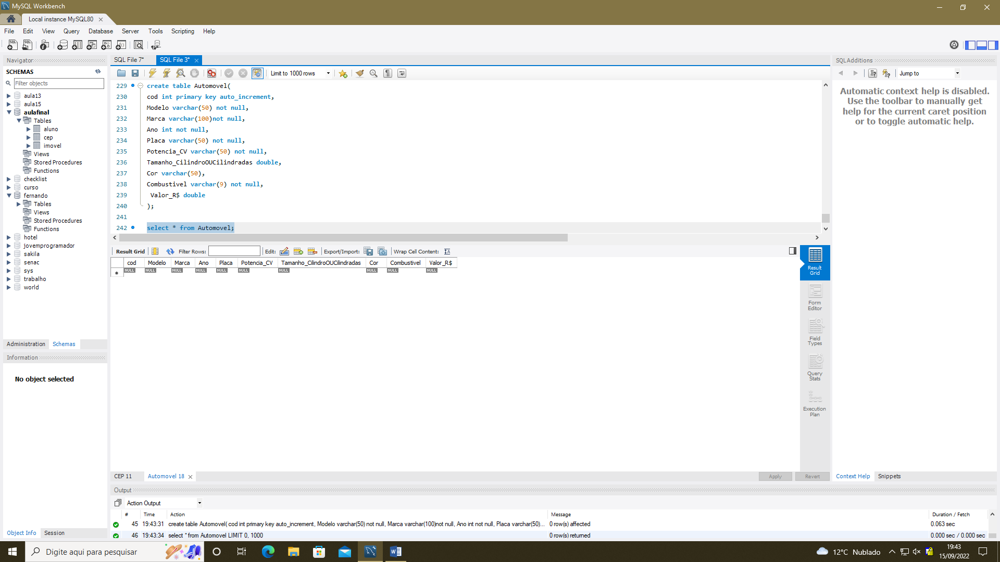 MySQL Workbench
Local instance MySQL80
File Edit View Query Database Server Tools Scripting Help
Navigator
SCHEMAS
Filter objects
aula13
aula15
aulafinal
Tables
aluno
cep
imovel
Views
Stored Procedures
Functions
checklist
curso
fernando
Tables
Views
Stored Procedures
Functions
hotel
jovemprogramador
sakila
senac
sys
trabalho
world
Administration Schemas
Information
No object selected
Object Info Session
SQL File 7* SQL File 3*
Limit to 1000 rows
229 create table Automovel(
230 cod int primary key auto_increment,
231 Modelo varchar(50) not null,
232 Marca varchar(100)not null,
233 Ano int not null,
234 Placa varchar(50) not null,
235 Potencia_CV varchar(50) not null,
236 Tamanho_CilindroOUCilindradas double,
237 Cor varchar(50),
238 Combustivel varchar(9) not null,
239 Valor_R$ double
240 );
241
242 select * from Automovel;
Result Grid Filter Rows: Edit: Export/Import: Wrap Cell Content:
cod Modelo Marca Ano Placa Potencia_CV Tamanho_CilindroOUCilindradas Cor Combustivel Valor_R$
NULL NULL NULL NULL NULL NULL NULL NULL NULL NULL
Result
Grid
Form
Editor
Field
Types
Query
Stats
Execution
Plan
CEP 11 Automovel 18 Apply Revert
SQLAdditions
Jump to
Automatic context help is disabled.
Use the toolbar to manually get
help for the current caret position
or to toggle automatic help.
Context Help Snippets
Output
Action Output
# Time Action Message Duration / Fetch
45 19:43:31 create table Automovel( cod int primary key auto_increment, Modelo varchar(50) not null, Marca varchar(100)not null, Ano int not null, Placa varchar(50)... 0 row(s) affected 0.063 sec
46 19:43:34 select * from Automovel LIMIT 0, 1000 0 row(s) returned 0.000 sec / 0.000 sec
Digite aqui para pesquisar
12°C Nublado
19:43
15/09/2022